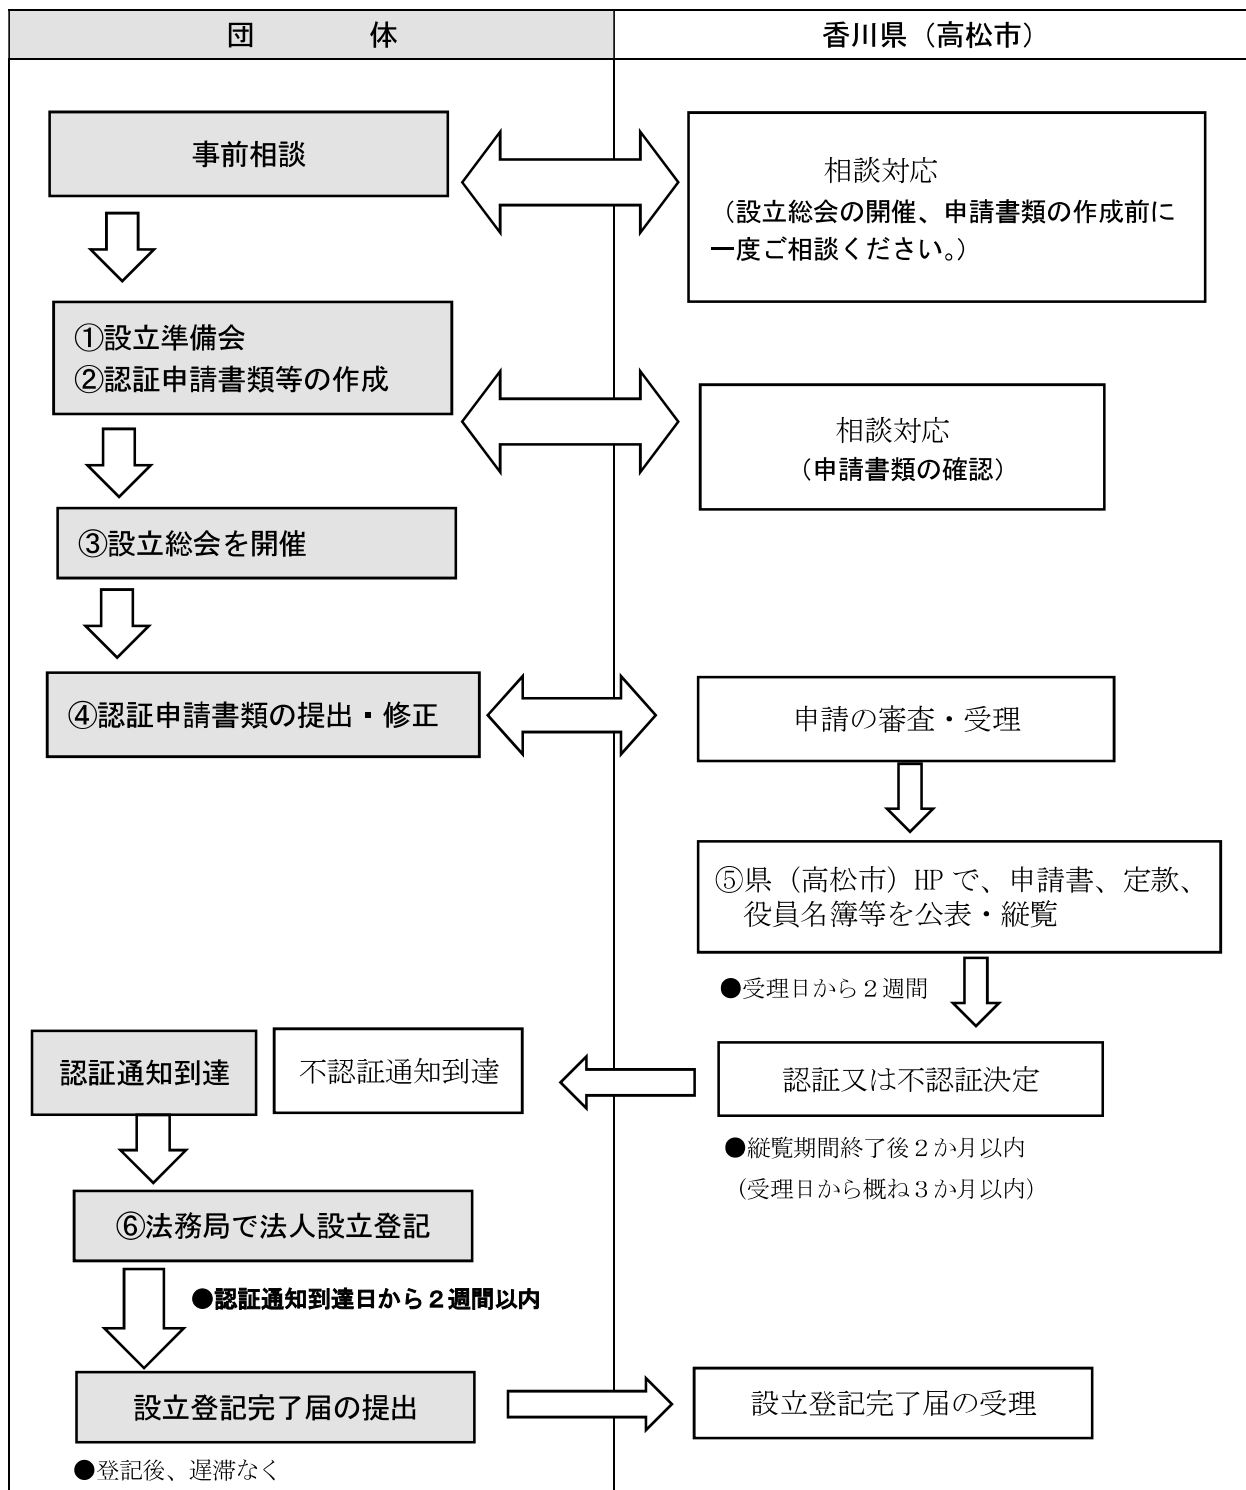 団　　　　体
香川県（高松市）
事前相談
相談対応
（設立総会の開催、申請書類の作成前に
一度ご相談ください。）
①設立準備会
②認証申請書類等の作成
相談対応
（申請書類の確認）
③設立総会を開催
④認証申請書類の提出・修正
申請の審査・受理
⑤県（高松市）HP で、申請書、定款、
役員名簿等を公表・縦覧
●受理日から２週間
認証通知到達
不認証通知到達
認証又は不認証決定
●縦覧期間終了後２か月以内
（受理日から概ね３か月以内）
⑥法務局で法人設立登記
●認証通知到達日から２週間以内
設立登記完了届の提出
設立登記完了届の受理
●登記後、遅滞なく